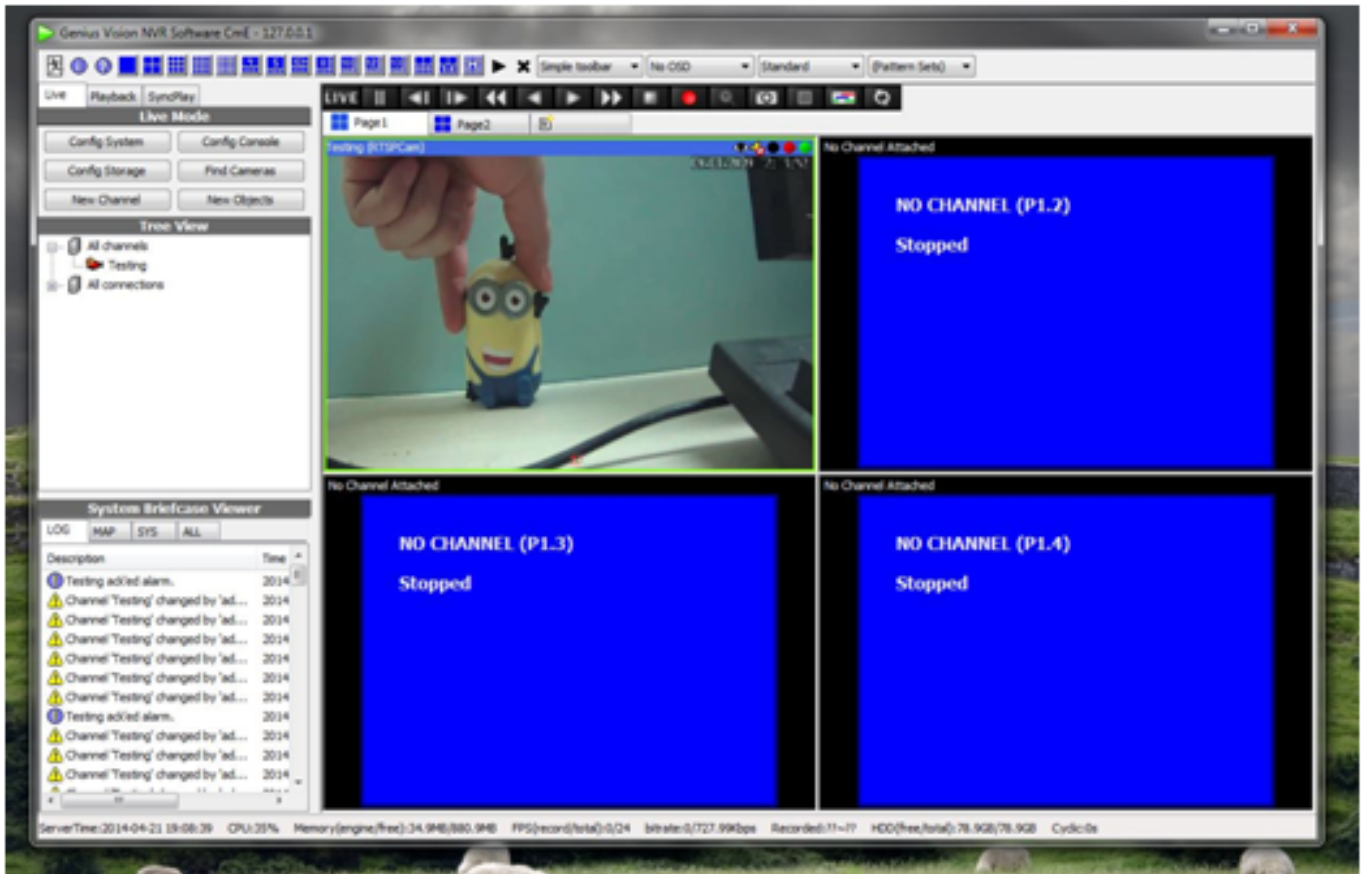 Genius Vision NVR Software CmE - 127.0.0.1
Simple toolbar No OSD Standard (Pattern Sets)
Live Playback SyncPlay
LIVE
Live Mode
Page1 Page2
Config System Config Console
Config Storage Find Cameras
New Channel New Objects
Tree View
All channels
Testing
All connections
Testing (RTSPCam)
No Channel Attached
NO CHANNEL (P1.2)
Stopped
No Channel Attached
NO CHANNEL (P1.3)
Stopped
No Channel Attached
NO CHANNEL (P1.4)
Stopped
System Briefcase Viewer
LOG MAP SYS ALL
Description Time
Testing ack'ed alarm. 2014
Channel 'Testing' changed by 'ad... 2014
Channel 'Testing' changed by 'ad... 2014
Channel 'Testing' changed by 'ad... 2014
Channel 'Testing' changed by 'ad... 2014
Channel 'Testing' changed by 'ad... 2014
Channel 'Testing' changed by 'ad... 2014
Testing ack'ed alarm. 2014
Channel 'Testing' changed by 'ad... 2014
Channel 'Testing' changed by 'ad... 2014
Channel 'Testing' changed by 'ad... 2014
ServerTime:2014-04-21 19:08:39 CPU:35% Memory(engine/free):34.9MB/880.9MB FPS(record/total):0/24 bitrate:0/727.99Kbps Recorded:??~?? HDD(free/total):78.9GB/78.9GB Cyclic:0s